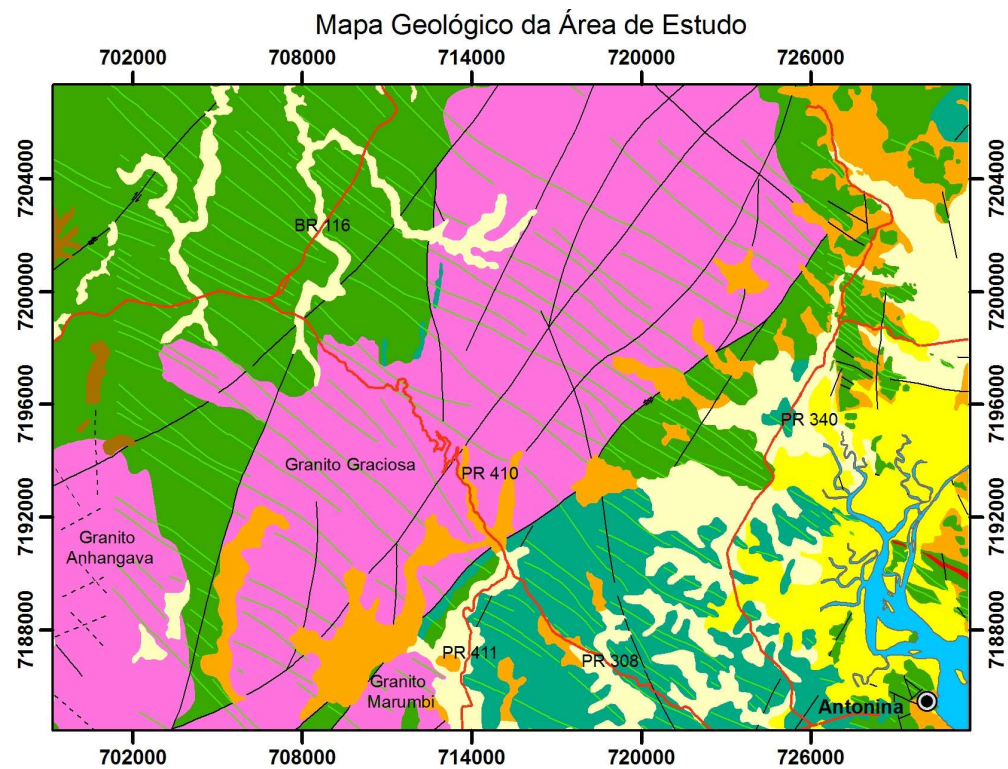 Mapa Geológico da Área de Estudo
702000 708000 714000 720000 726000
7204000 7204000
BR 116
7200000 7200000
7196000 7196000
PR 340
Granito Graciosa
PR 410
7192000 7192000
Granito
Anhangava
7188000 7188000
PR 411
PR 308
Granito
Marumbi
Antonina
702000 708000 714000 720000 726000